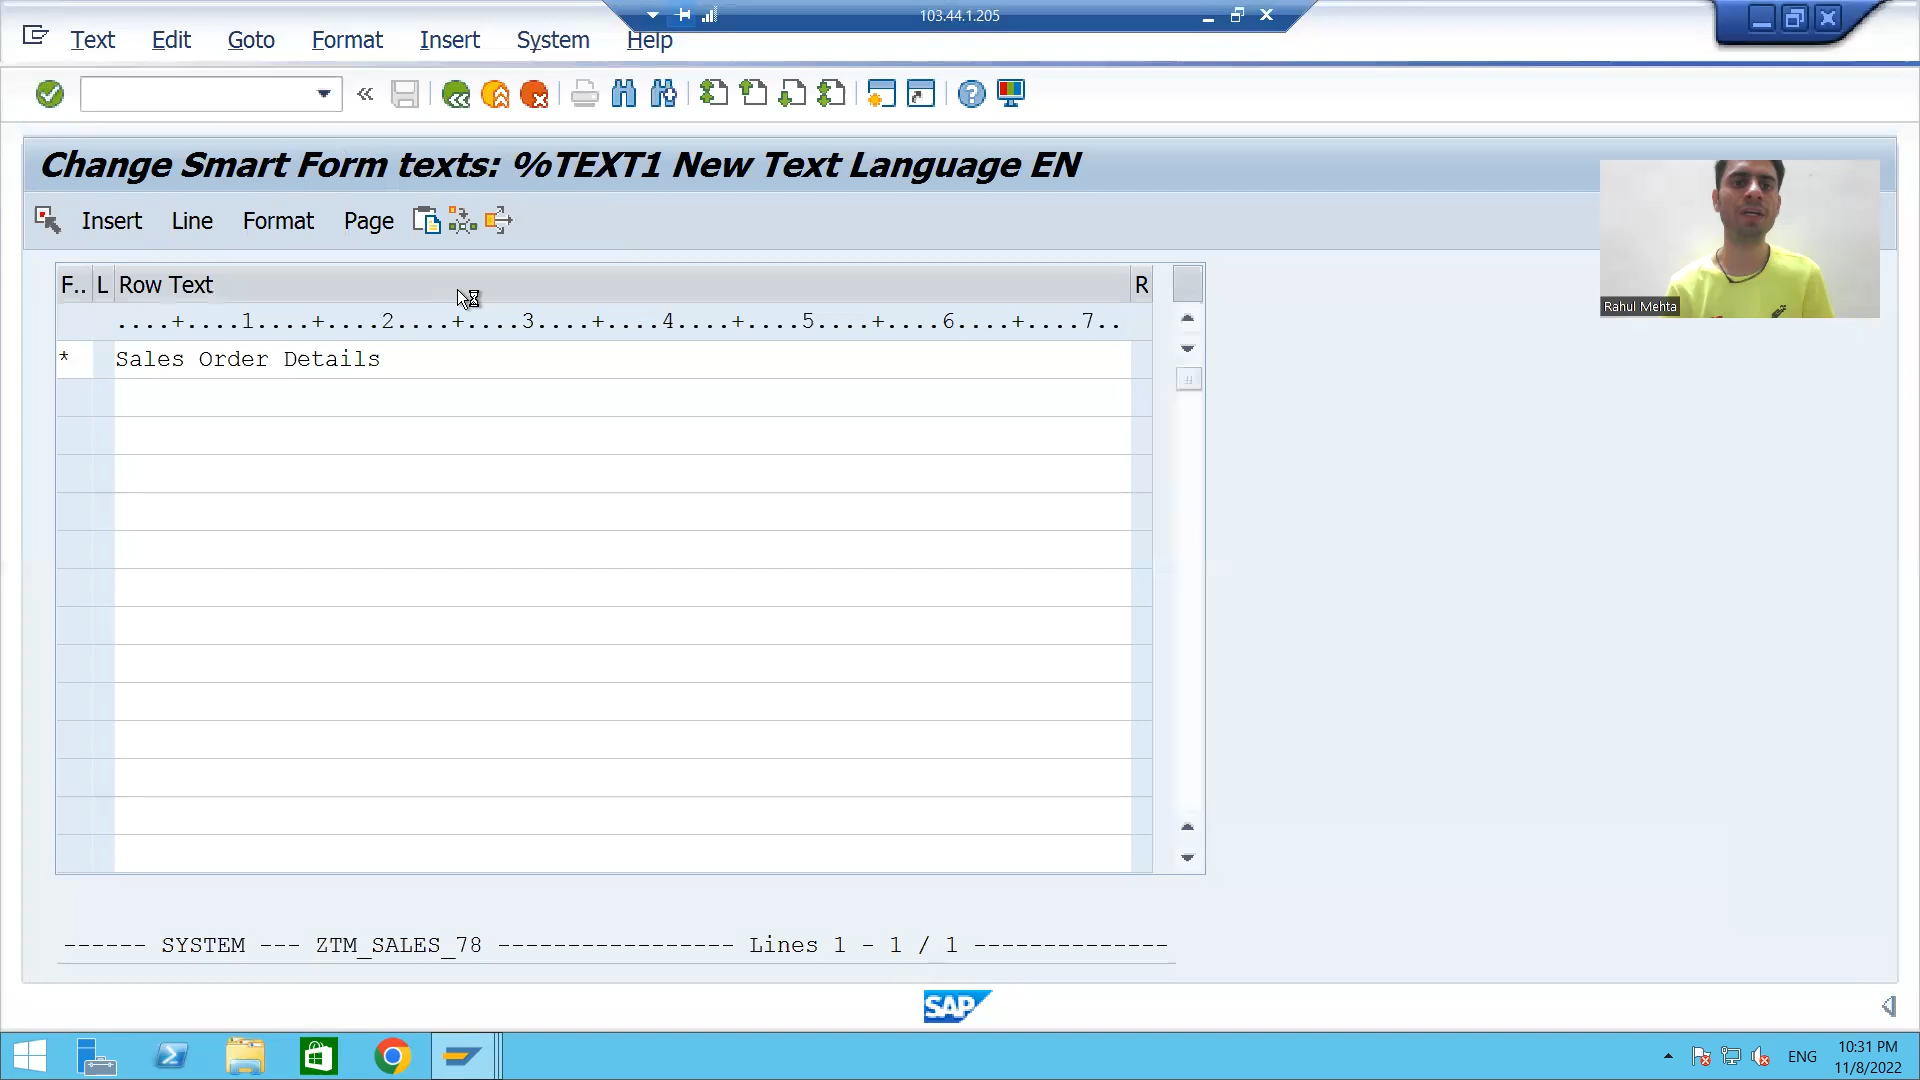 103.44.1.205
Text Edit Goto Format Insert System Help
Change Smart Form texts: %TEXT1 New Text Language EN
Insert Line Format Page
F.. L Row Text R
....+....1....+....2....+....3....+....4....+....5....+....6....+....7..
* Sales Order Details
Rahul Mehta
------ SYSTEM --- ZTM_SALES_78 ----------------- Lines 1 - 1 / 1 --------------
SAP
ENG
10:31 PM
11/8/2022